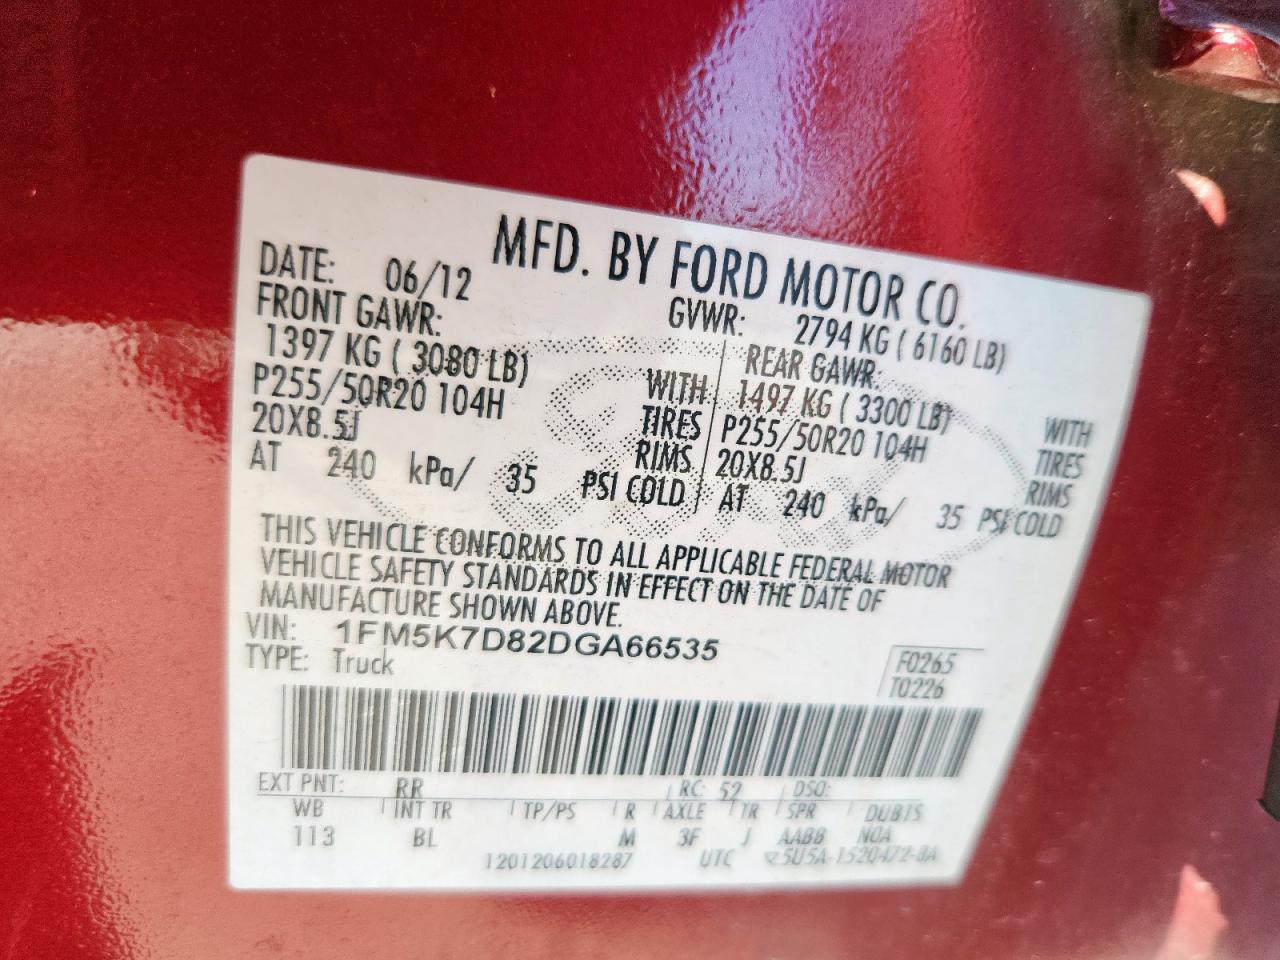 MFD. BY FORD MOTOR CO.
DATE: 06/12 GVWR: 2794 KG ( 6160 LB)
FRONT GAWR: REAR GAWR:
1397 KG ( 3080 LB) WITH 1497 KG ( 3300 LB) WITH
P255/50R20 104H TIRES P255/50R20 104H TIRES
20X8.5J RIMS 20X8.5J RIMS
AT 240 kPa/ 35 PSI COLD AT 240 kPa/ 35 PSI COLD
THIS VEHICLE CONFORMS TO ALL APPLICABLE FEDERAL MOTOR
VEHICLE SAFETY STANDARDS IN EFFECT ON THE DATE OF
MANUFACTURE SHOWN ABOVE.
VIN: 1FM5K7D82DGA66535
TYPE: Truck
F0265
T0226
EXT PNT: RR RC: 52 DSO:
WB INT TR TP/PS R AXLE TR SPR
113 BL M 3F J AABB
1201206018287 UTC